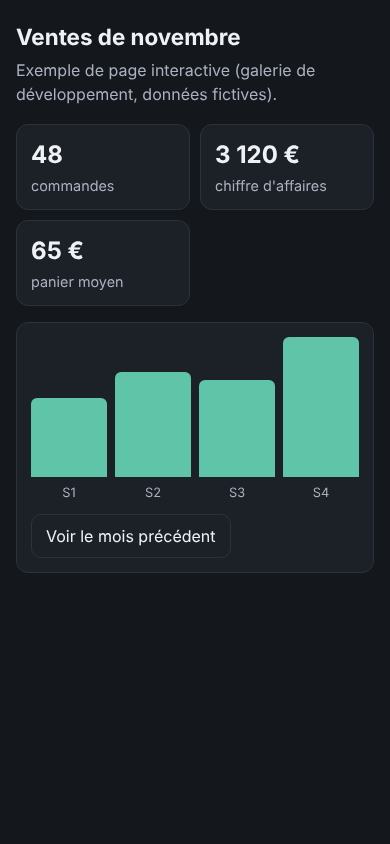 Ventes de novembre
Exemple de page interactive (galerie de
développement, données fictives).
48
commandes
3 120 €
chiffre d'affaires
65 €
panier moyen
S1
S2
S3
S4
Voir le mois précédent